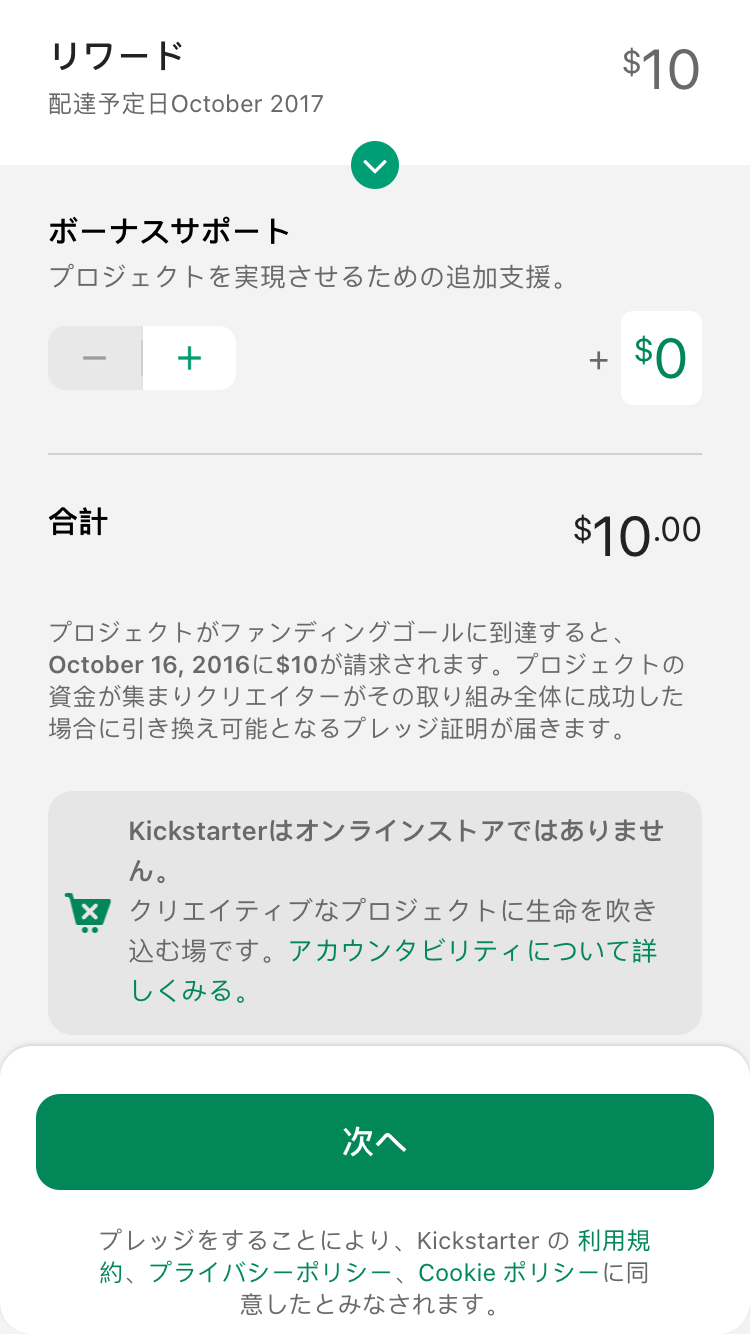 リワード
$10
配達予定日October 2017
ボーナスサポート
プロジェクトを実現させるための追加支援。
− +
+ $0
合計
$10.00
プロジェクトがファンディングゴールに到達すると、
October 16, 2016に$10が請求されます。プロジェクトの
資金が集まりクリエイターがその取り組み全体に成功した
場合に引き換え可能となるプレッジ証明が届きます。
Kickstarterはオンラインストアではありませ
ん。
クリエイティブなプロジェクトに生命を吹き
込む場です。アカウンタビリティについて詳
しくみる。
次へ
プレッジをすることにより、Kickstarter の 利用規
約、プライバシーポリシー、Cookie ポリシーに同
意したとみなされます。